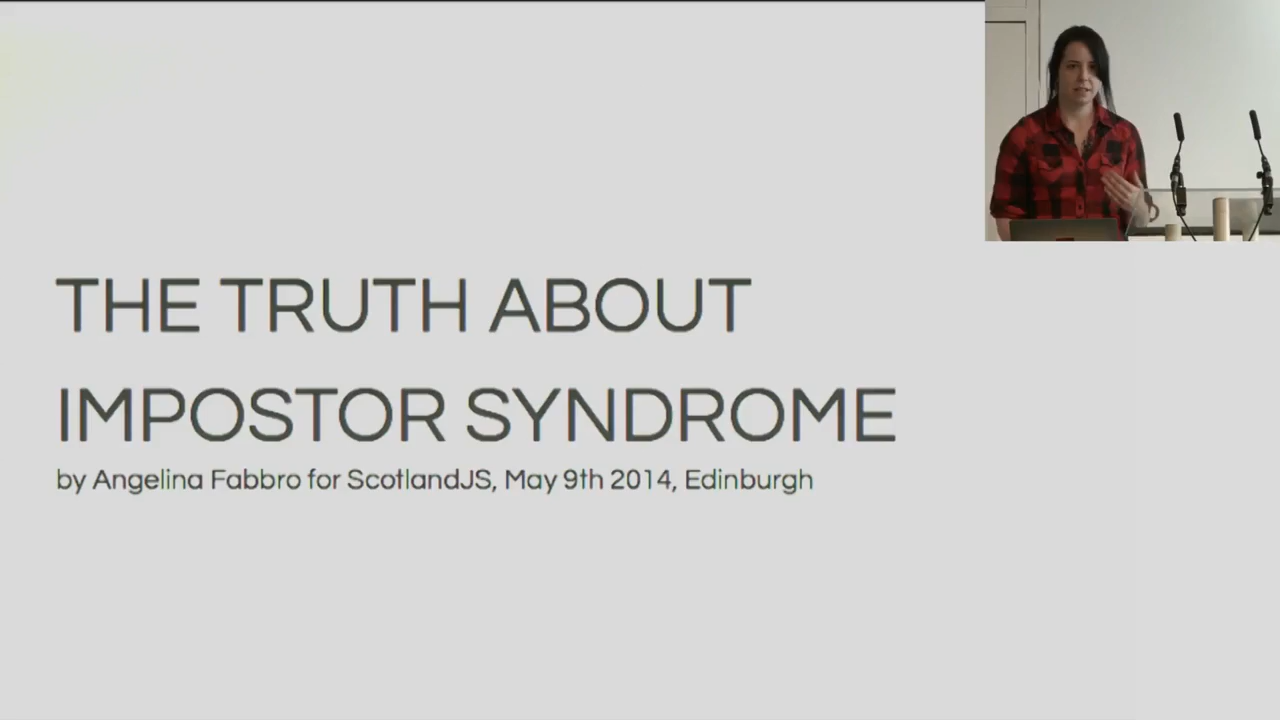 THE TRUTH ABOUT
IMPOSTOR SYNDROME
by Angelina Fabbro for ScotlandJS, May 9th 2014, Edinburgh